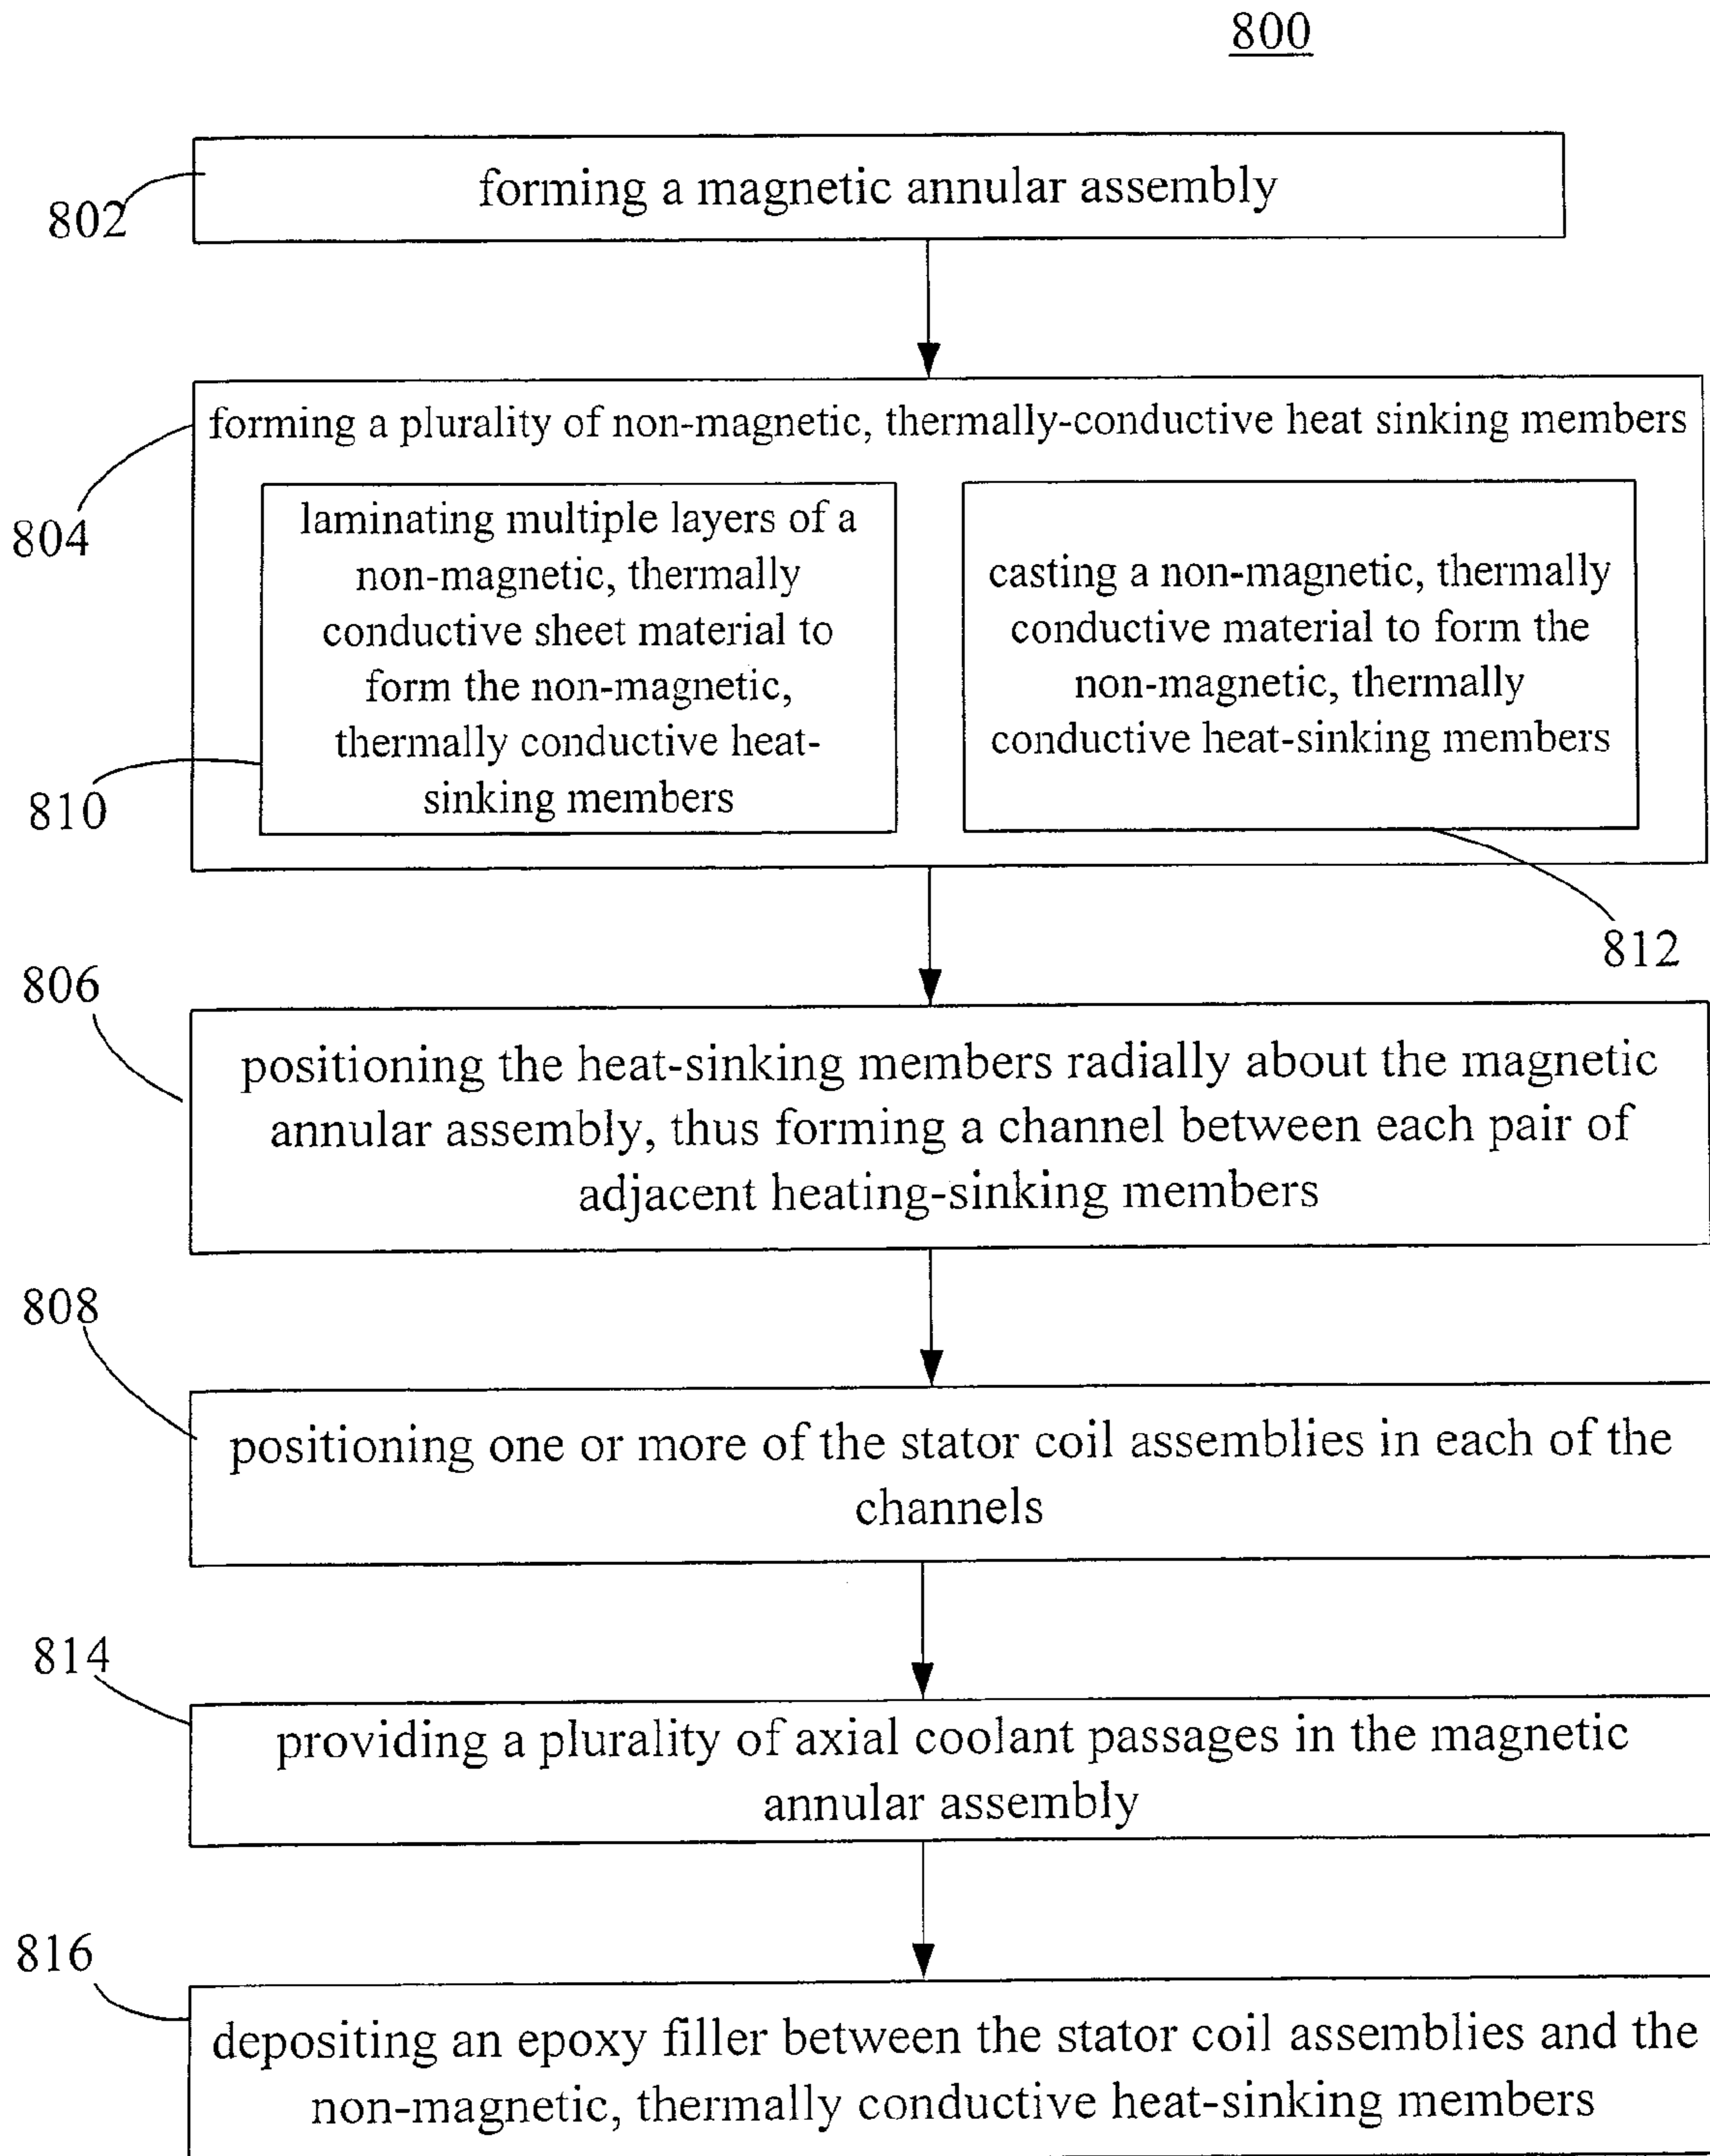 800
802
forming a magnetic annular assembly
804
forming a plurality of non-magnetic, thermally-conductive heat sinking members
810
laminating multiple layers of a
non-magnetic, thermally
conductive sheet material to
form the non-magnetic,
thermally conductive heat-
sinking members
casting a non-magnetic, thermally
conductive material to form the
non-magnetic, thermally
conductive heat-sinking members
812
806
positioning the heat-sinking members radially about the magnetic
annular assembly, thus forming a channel between each pair of
adjacent heating-sinking members
808
positioning one or more of the stator coil assemblies in each of the
channels
814
providing a plurality of axial coolant passages in the magnetic
annular assembly
816
depositing an epoxy filler between the stator coil assemblies and the
non-magnetic, thermally conductive heat-sinking members